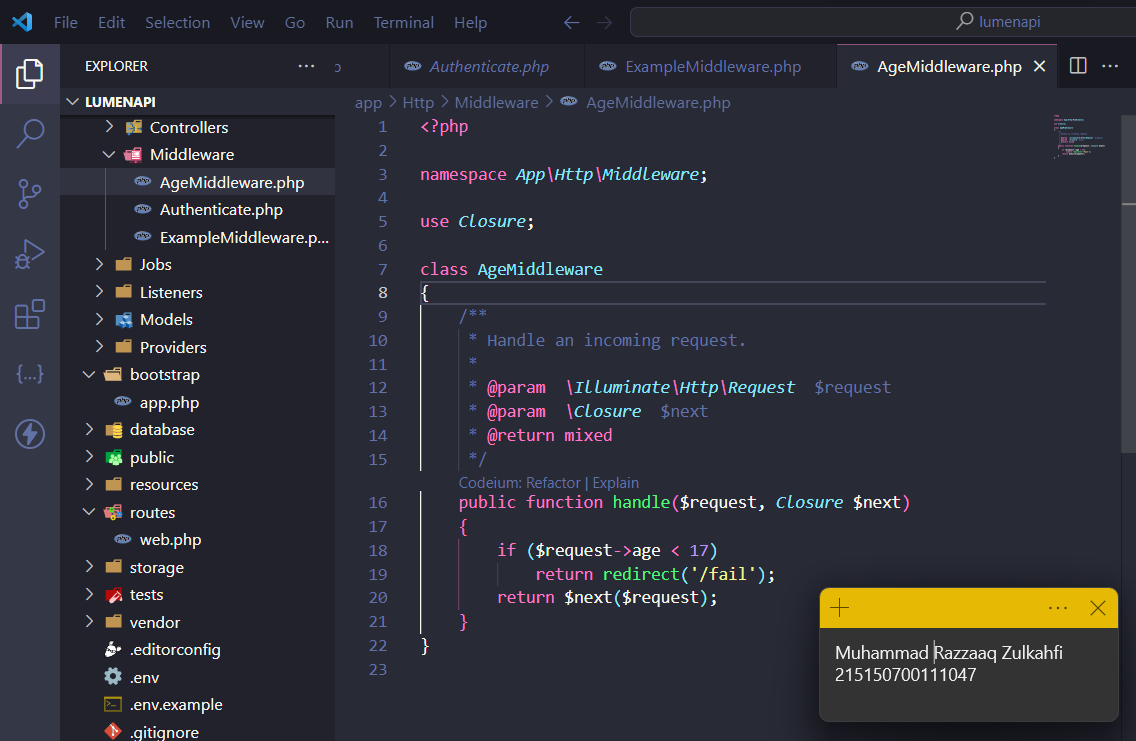 File Edit Selection View Go Run Terminal Help
lumenapi
EXPLORER
Authenticate.php
ExampleMiddleware.php
AgeMiddleware.php
LUMENAPI
Controllers
Middleware
AgeMiddleware.php
Authenticate.php
ExampleMiddleware.p...
Jobs
Listeners
Models
Providers
bootstrap
app.php
database
public
resources
routes
web.php
storage
tests
vendor
.editorconfig
.env
.env.example
.gitignore
app > Http > Middleware > AgeMiddleware.php
1 <?php
2
3 namespace App\Http\Middleware;
4
5 use Closure;
6
7 class AgeMiddleware
8 {
9 /**
10 * Handle an incoming request.
11 *
12 * @param  \Illuminate\Http\Request  $request
13 * @param  \Closure  $next
14 * @return mixed
15 */
Codeium: Refactor | Explain
16 public function handle($request, Closure $next)
17 {
18 if ($request->age < 17)
19 return redirect('/fail');
20 return $next($request);
21 }
22 }
23
Muhammad Razzaaq Zulkahfi
215150700111047